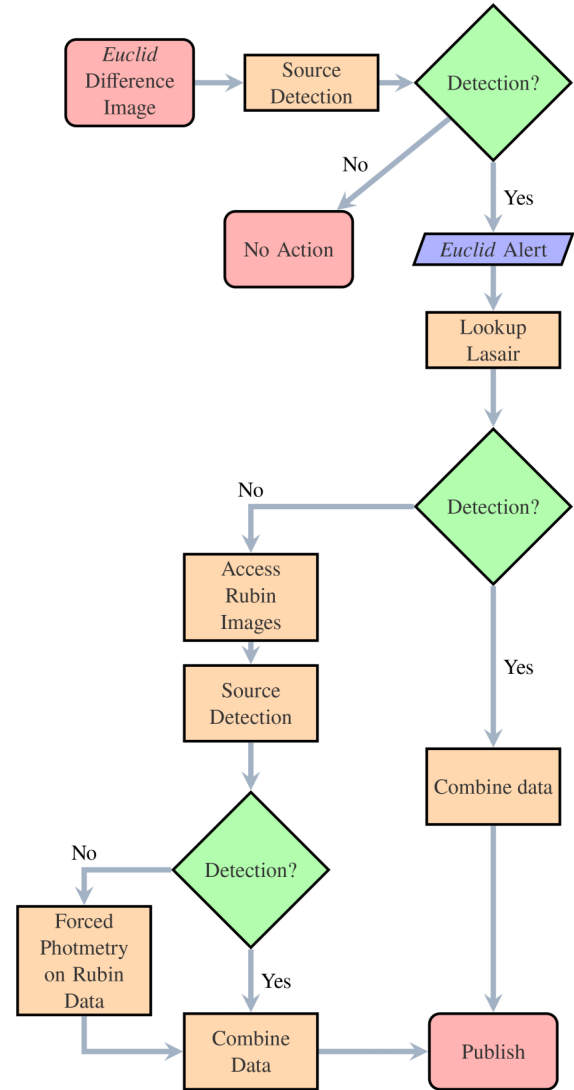 Euclid
Difference
Image
Source
Detection
Detection?
No
Yes
No Action
Euclid Alert
Lookup
Lasair
Detection?
No
Access
Rubin
Images
Yes
Source
Detection
Combine data
Detection?
No
Forced
Photmetry
on Rubin
Data
Yes
Combine
Data
Publish